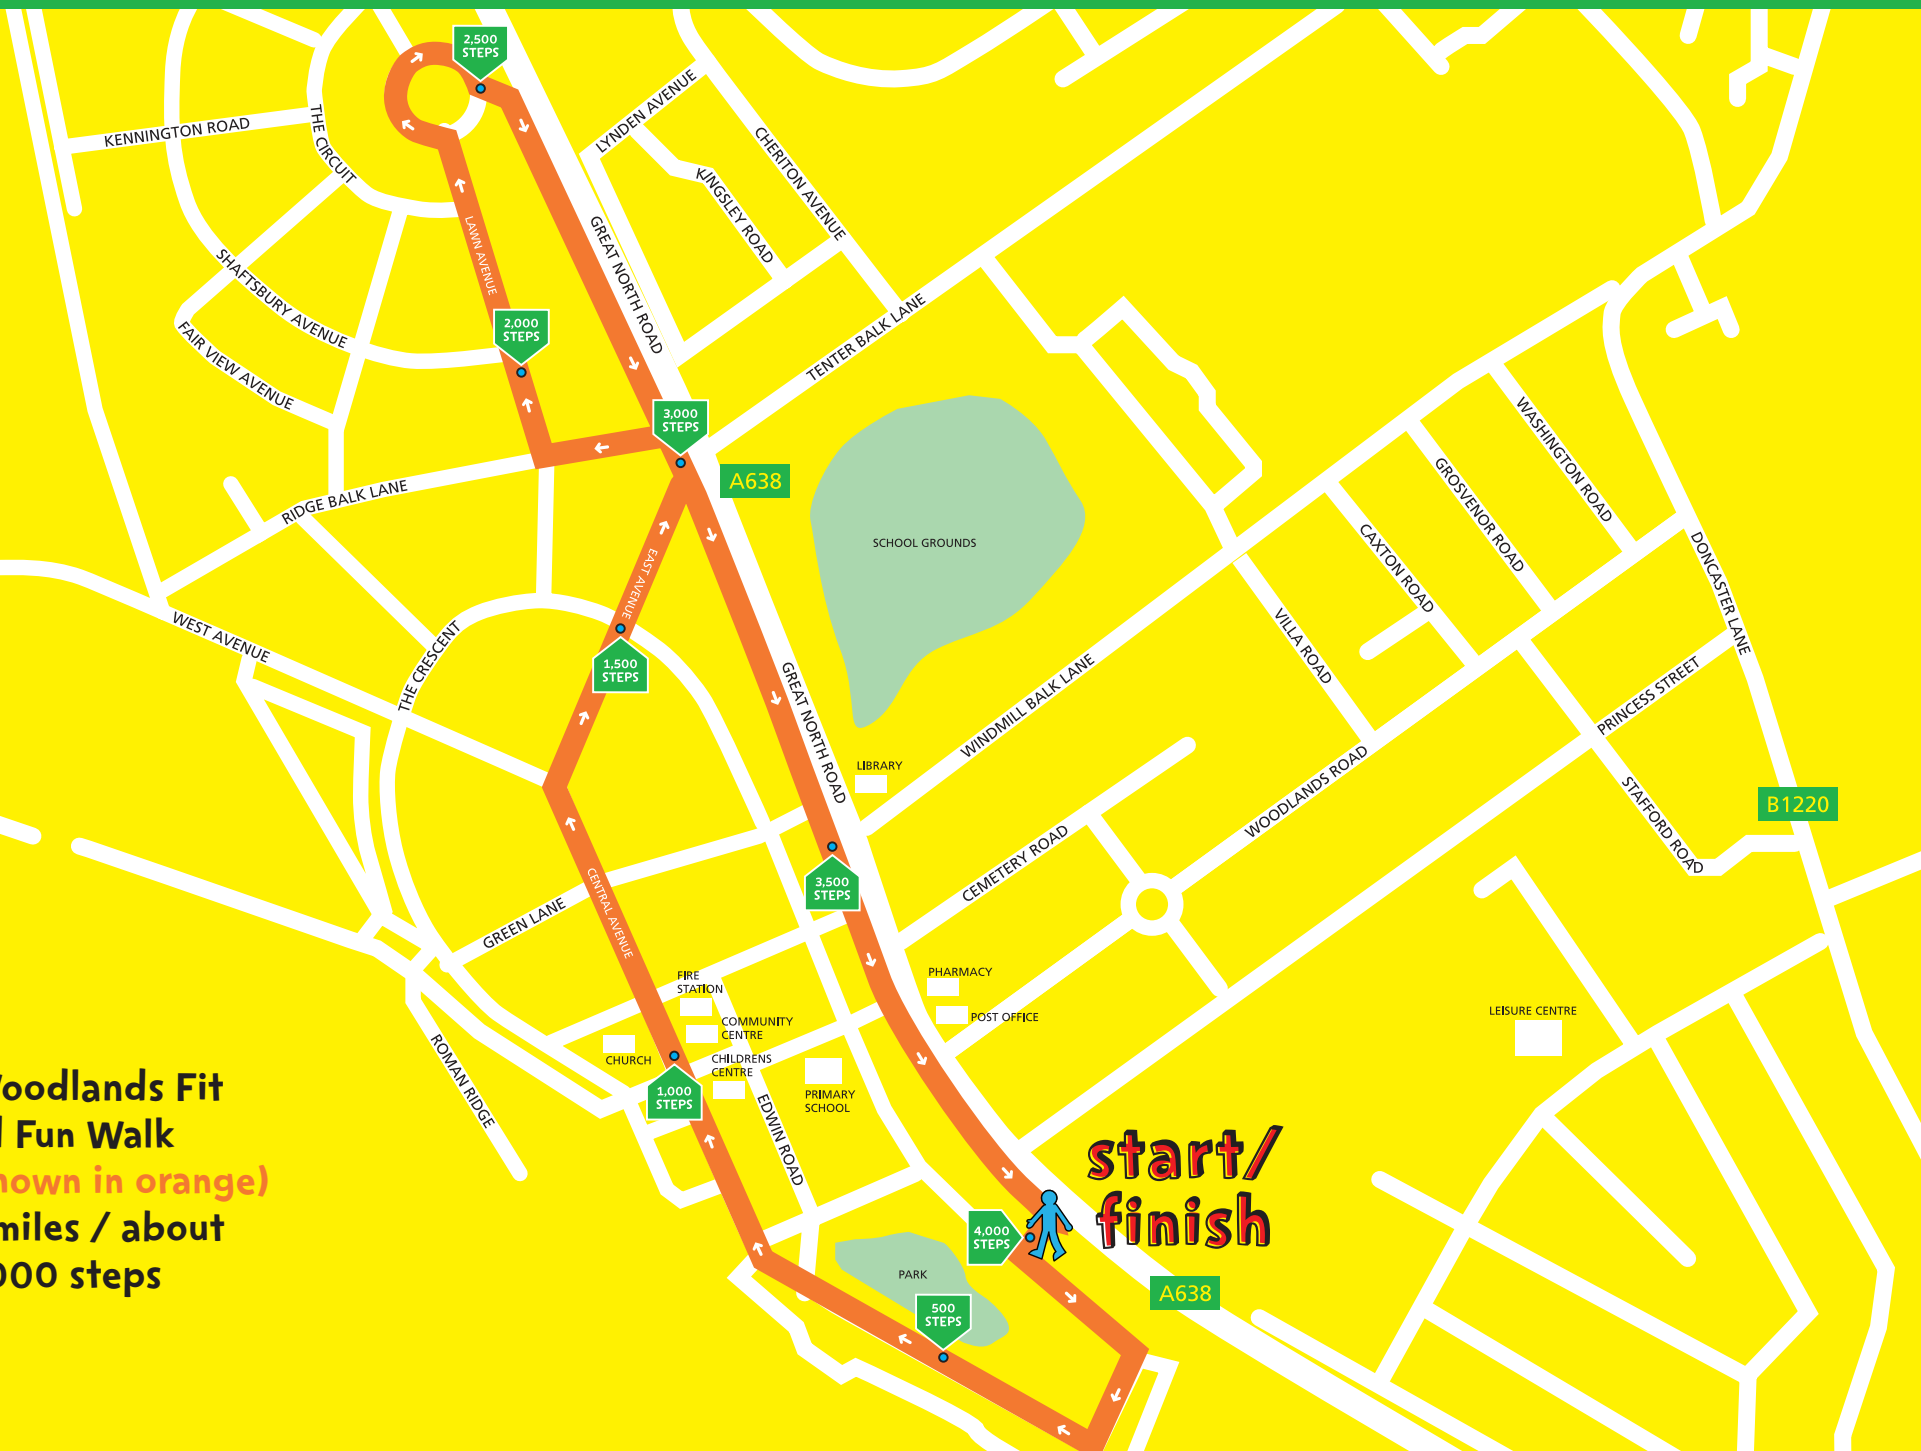 2,500
STEPS
LYNDEN AVENUE
KENNINGTON ROAD
THE CIRCUIT
CHERITON AVENUE
KINGSLEY ROAD
LAWN AVENUE
GREAT NORTH ROAD
SHAFTSBURY AVENUE
2,000
STEPS
FAIR VIEW AVENUE
TENTER BALK LANE
3,000
STEPS
A638
RIDGE BALK LANE
SCHOOL GROUNDS
WASHINGTON ROAD
GROSVENOR ROAD
CAXTON ROAD
DONCASTER LANE
EAST AVENUE
WEST AVENUE
THE CRESCENT
1,500
STEPS
VILLA ROAD
GREAT NORTH ROAD
WINDMILL BALK LANE
PRINCESS STREET
LIBRARY
WOODLANDS ROAD
STAFFORD ROAD
B1220
CEMETERY ROAD
3,500
STEPS
GREEN LANE
CENTRAL AVENUE
FIRE
STATION
PHARMACY
COMMUNITY
CENTRE
POST OFFICE
LEISURE CENTRE
CHURCH
CHILDRENS
CENTRE
ROMAN RIDGE
1,000
STEPS
PRIMARY
SCHOOL
EDWIN ROAD
oodlands Fit
Fun Walk
hown in orange)
miles / about
000 steps
start/
finish
4,000
STEPS
PARK
A638
500
STEPS